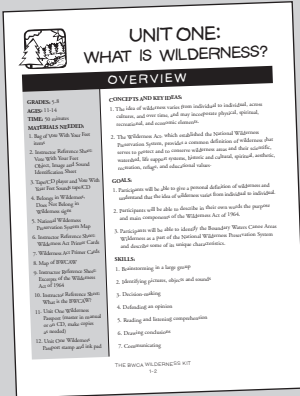 UNIT ONE:
WHAT IS WILDERNESS?
OVERVIEW
GRADES: 5-8
AGES: 11-14
TIME: 50 minutes
MATERIALS NEEDED:
1. Bag of Vote With Your Feet
items
2. Instructor Reference Sheet:
Vote With Your Feet
Object, Image and Sound
Identification Sheet
3. Tape/CD player and Vote With
Your Feet Sounds tape/CD
4. Belongs in Wilderness/
Does Not Belong in
Wilderness signs
5. National Wilderness
Preservation System Map
6. Instructor Reference Sheet:
Wilderness Act Primer Cards
7. Wilderness Act Primer Cards
8. Map of BWCAW
9. Instructor Reference Sheet:
Excerpts of the Wilderness
Act of 1964
10. Instructor Reference Sheet:
What is the BWCAW?
11. Unit One Wilderness
Passport (master in manual
or on CD, make copies
as needed)
12. Unit One Wilderness
Passport stamp and ink pad
CONCEPTS AND KEY IDEAS:
1. The idea of wilderness varies from individual to individual, across
cultures, and over time, and may incorporate physical, spiritual,
recreational, and economic elements.
2. The Wilderness Act, which established the National Wilderness
Preservation System, provides a common definition of wilderness that
serves to protect and to conserve wilderness areas and their scientific,
watershed, life support systems, historic and cultural, spiritual, aesthetic,
recreation, refuge, and educational values.
GOALS:
1. Participants will be able to give a personal definition of wilderness and
understand that the idea of wilderness varies from individual to individual.
2. Participants will be able to describe in their own words the purpose
and main components of the Wilderness Act of 1964.
3. Participants will be able to identify the Boundary Waters Canoe Area
Wilderness as a part of the National Wilderness Preservation System
and describe some of its unique characteristics.
SKILLS:
1. Brainstorming in a large group
2. Identifying pictures, objects and sounds
3. Decision-making
4. Defending an opinion
5. Reading and listening comprehension
6. Drawing conclusions
7. Communicating
THE BWCA WILDERNESS KIT
1-2